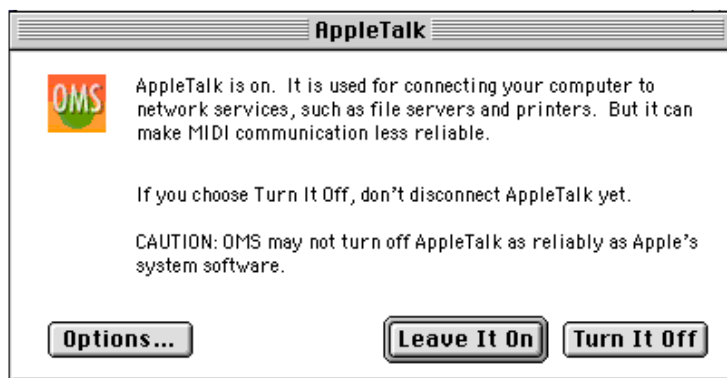 AppleTalk
OMS
AppleTalk is on.  It is used for connecting your computer to
network services, such as file servers and printers.  But it can
make MIDI communication less reliable.
If you choose Turn It Off, don't disconnect AppleTalk yet.
CAUTION: OMS may not turn off AppleTalk as reliably as Apple's
system software.
Options...
Leave It On
Turn It Off